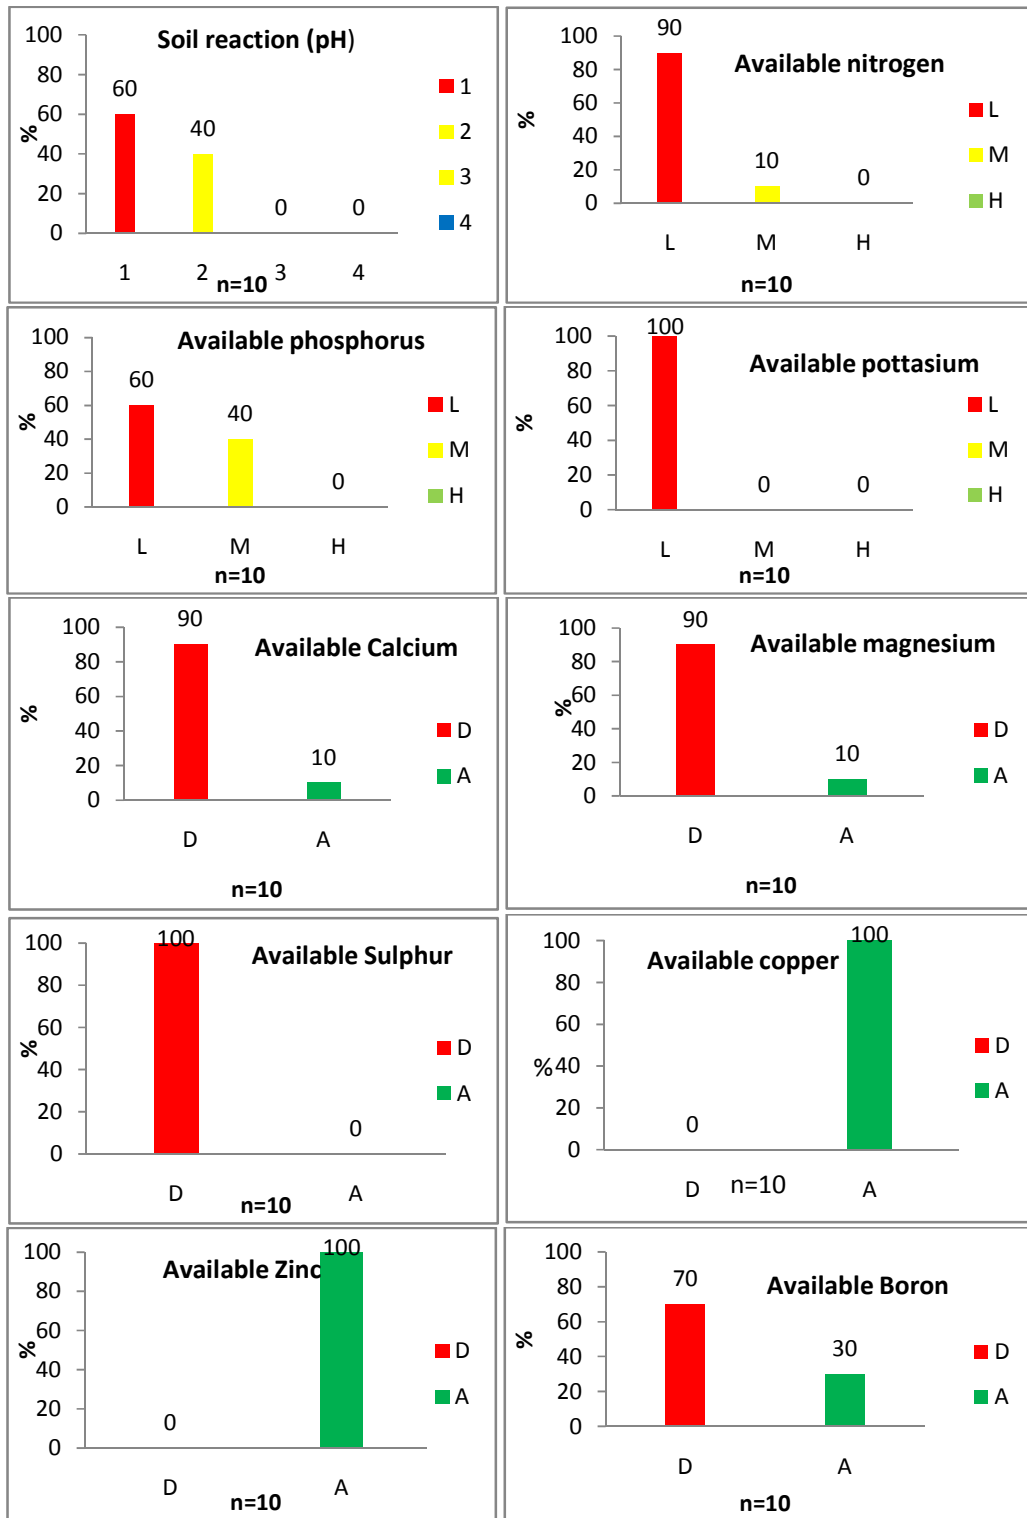 Soil reaction (pH)
100
80
60
40
20
0
%
60
40
0
0
1
2
3
4
n=10
1
2
3
4
Available nitrogen
100
80
60
40
20
0
%
90
10
0
L
M
H
n=10
L
M
H
Available phosphorus
100
80
60
40
20
0
%
60
40
0
L
M
H
n=10
L
M
H
Available pottasium
100
80
60
40
20
0
%
100
0
0
L
M
H
n=10
L
M
H
Available Calcium
100
80
60
40
20
0
%
90
10
D
A
n=10
D
A
Available magnesium
100
80
60
40
20
0
%
90
10
D
A
n=10
D
A
Available Sulphur
100
80
60
40
20
0
%
100
0
D
A
n=10
D
A
Available copper
100
80
60
40
20
0
%
0
100
D
A
n=10
D
A
Available Zinc
100
80
60
40
20
0
%
0
100
D
A
n=10
D
A
Available Boron
100
80
60
40
20
0
%
70
30
D
A
n=10
D
A